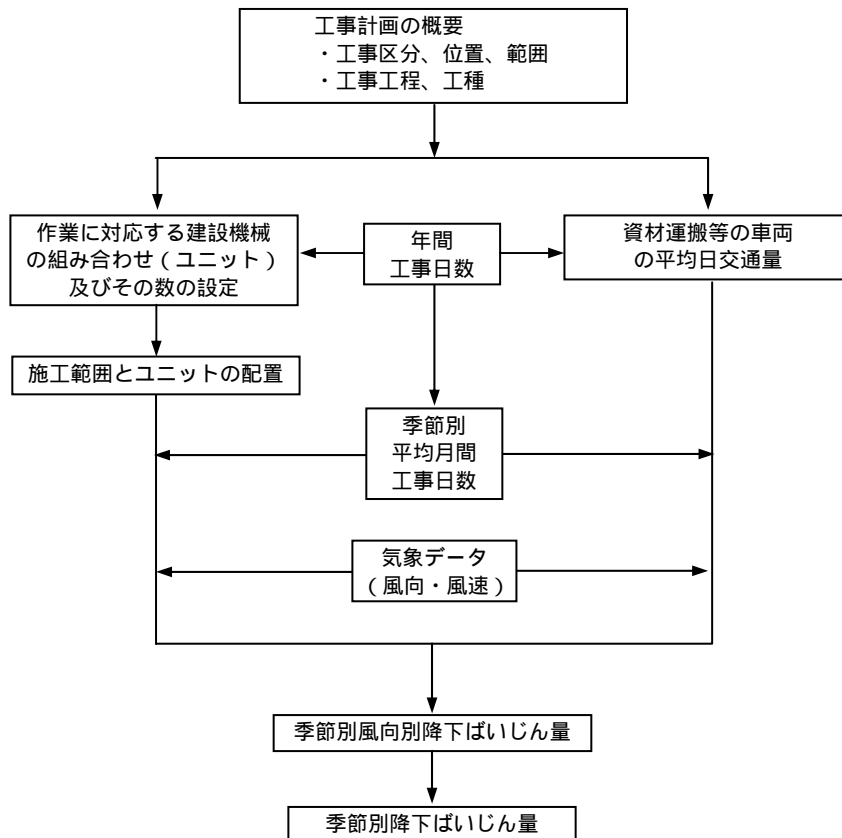 工事計画の概要
・工事区分、位置、範囲
・工事工程、工種
作業に対応する建設機械
の組み合わせ（ユニット）
及びその数の設定
年間
工事日数
資材運搬等の車両
の平均日交通量
施工範囲とユニットの配置
季節別
平均月間
工事日数
気象データ
（風向・風速）
季節別風向別降下ばいじん量
季節別降下ばいじん量